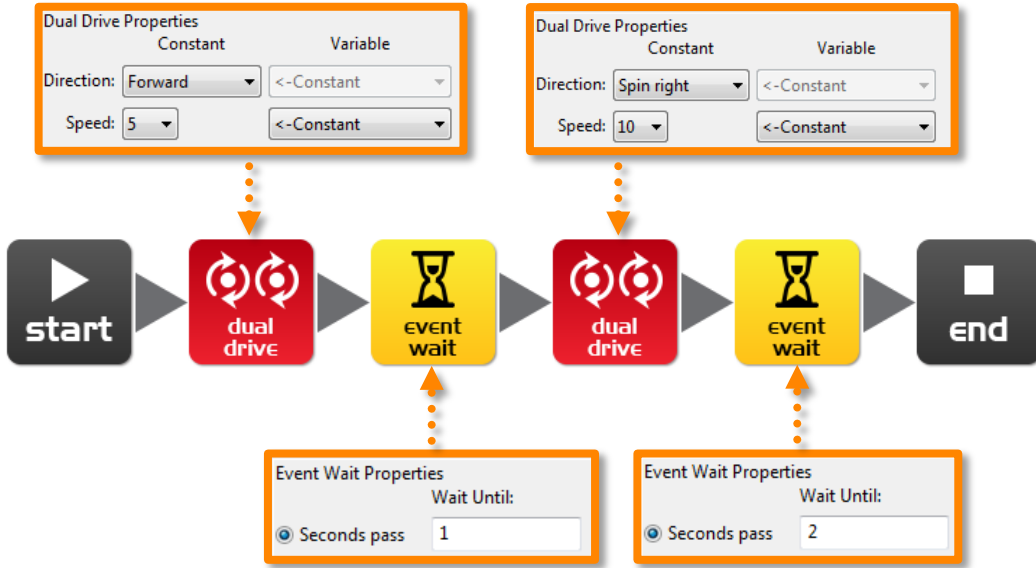 Dual Drive Properties
Constant Variable
Direction: Forward <-Constant
Speed: 5 <-Constant
Dual Drive Properties
Constant Variable
Direction: Spin right <-Constant
Speed: 10 <-Constant
start
dual
drive
event
wait
dual
drive
event
wait
end
Event Wait Properties
Wait Until:
Seconds pass 1
Event Wait Properties
Wait Until:
Seconds pass 2